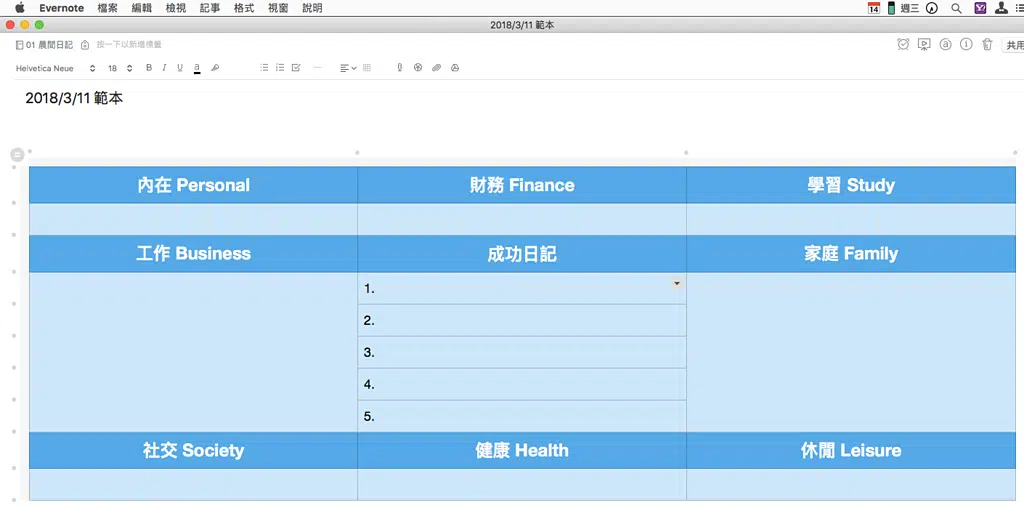 Evernote 檔案 編輯 檢視 記事 格式 視窗 說明 14 週三
2018/3/11 範本
01 晨間日記 按一下以新增標籤 共用
Helvetica Neue 18 B I U a
2018/3/11 範本
內在 Personal 財務 Finance 學習 Study
工作 Business 成功日記 家庭 Family
1.
2.
3.
4.
5.
社交 Society 健康 Health 休閒 Leisure